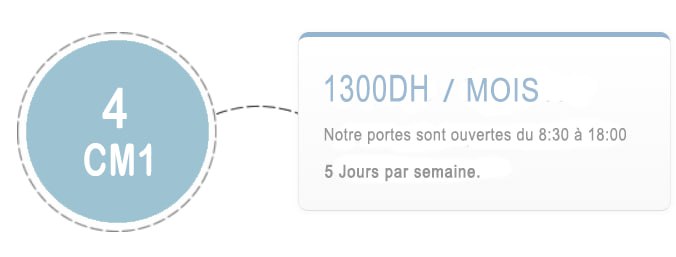 4
CM1
1300DH / MOIS
Notre portes sont ouvertes du 8:30 à 18:00
5 Jours par semaine.